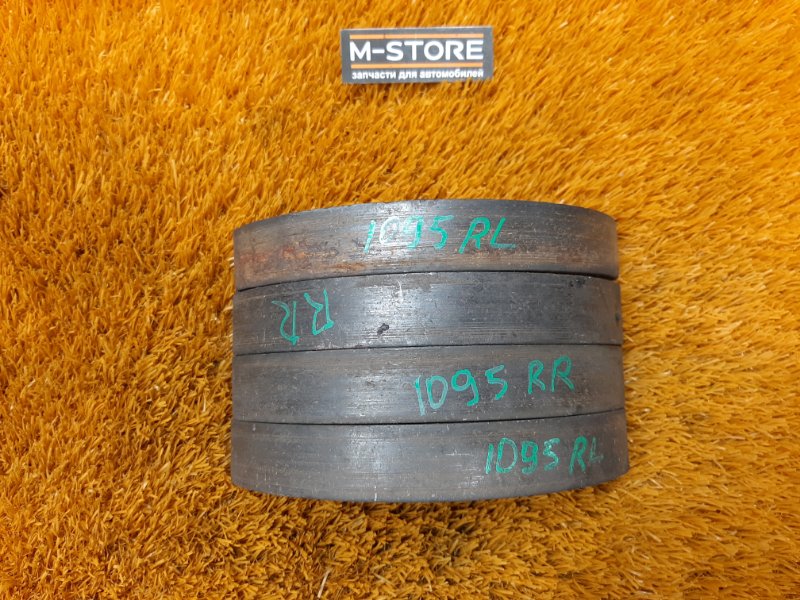 M-STORE
запчасти для автомобилей
1095 RL
RR
1095 RR
1095 RL